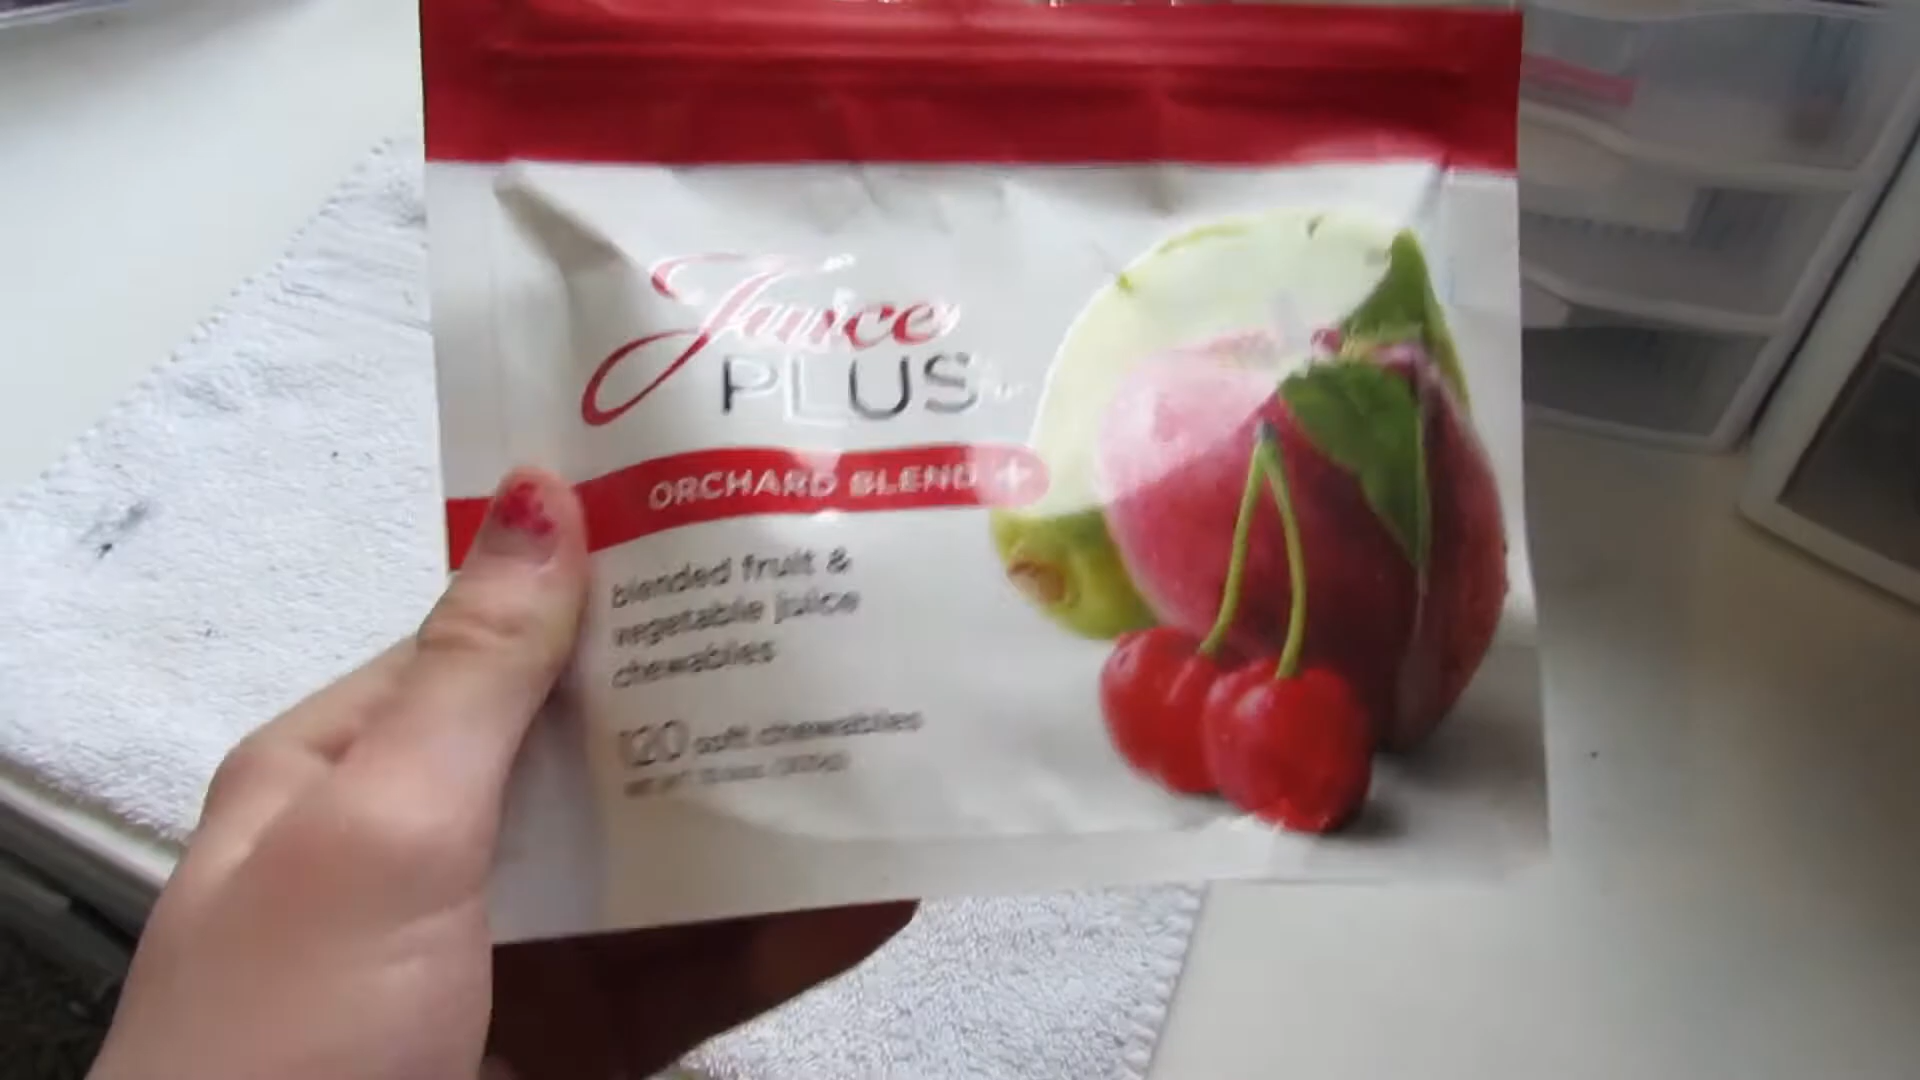 Juice
PLUS
ORCHARD BLEND +
blended fruit &
vegetable juice
chewables
120 soft chewables